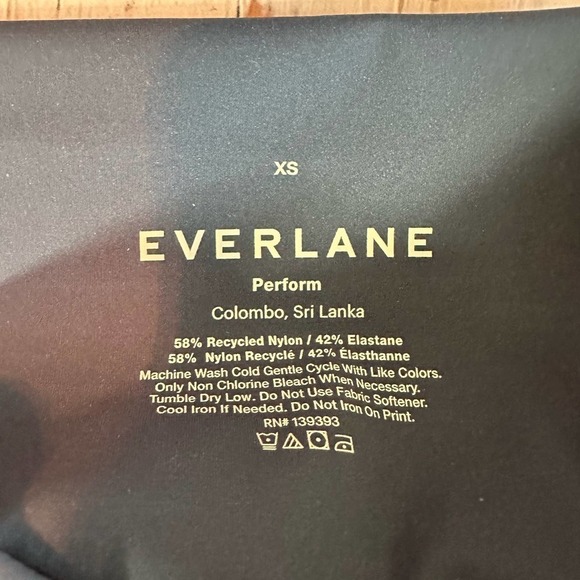 XS
EVERLANE
Perform
Colombo, Sri Lanka
58% Recycled Nylon / 42% Elastane
58% Nylon Recyclé / 42% Élasthanne
Machine Wash Cold Gentle Cycle With Like Colors.
Only Non Chlorine Bleach When Necessary.
Tumble Dry Low. Do Not Use Fabric Softener.
Cool Iron If Needed. Do Not Iron On Print.
RN# 139393